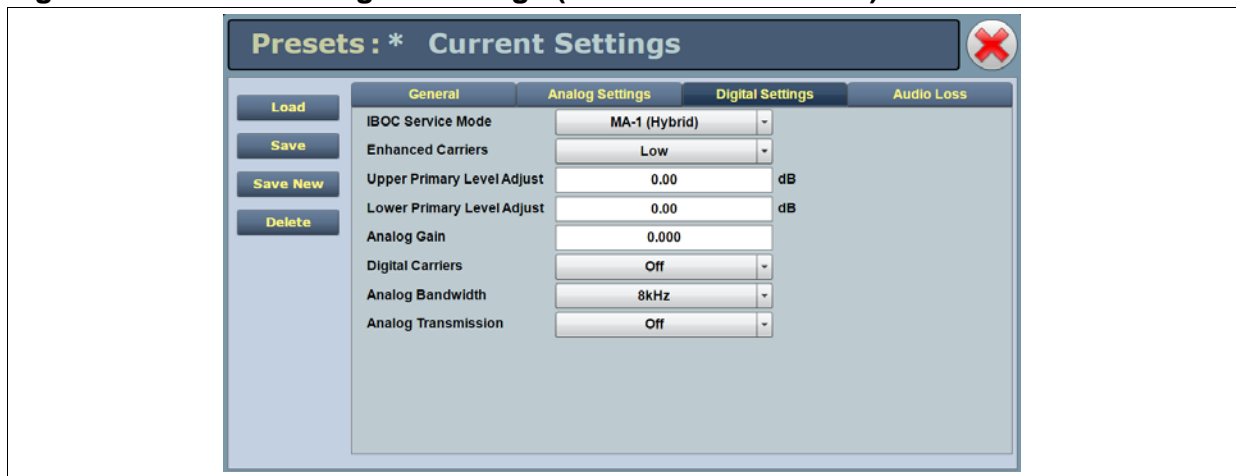 Presets:* Current Settings
General Analog Settings Digital Settings Audio Loss
Load
Save
Save New
Delete
IBOC Service Mode MA-1 (Hybrid)
Enhanced Carriers Low
Upper Primary Level Adjust 0.00 dB
Lower Primary Level Adjust 0.00 dB
Analog Gain 0.000
Digital Carriers Off
Analog Bandwidth 8kHz
Analog Transmission Off